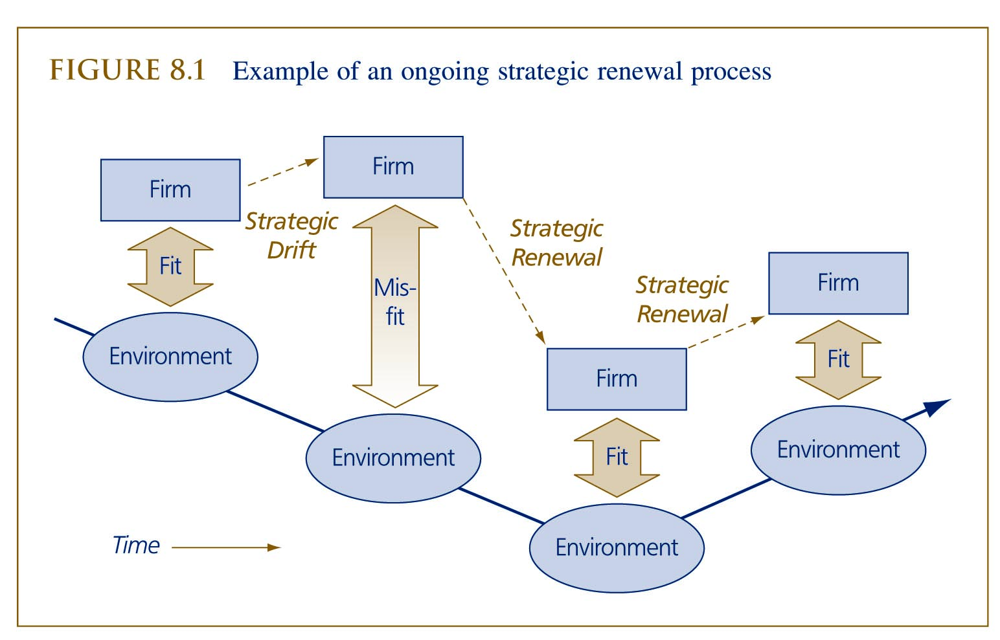 FIGURE 8.1 Example of an ongoing strategic renewal process
Firm
Firm
Strategic
Drift
Strategic
Renewal
Strategic
Renewal
Firm
Fit
Mis-
fit
Environment
Firm
Fit
Environment
Fit
Environment
Environment
Time